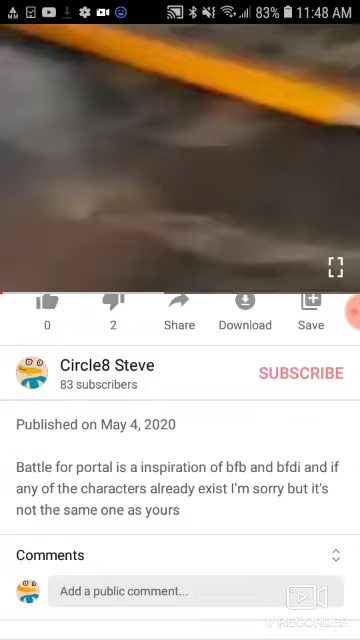 83% 11:48 AM
0 2 Share Download Save
Circle8 Steve
83 subscribers
SUBSCRIBE
Published on May 4, 2020
Battle for portal is a inspiration of bfb and bfdi and if
any of the characters already exist I'm sorry but it's
not the same one as yours
Comments
Add a public comment...
V RECORDER